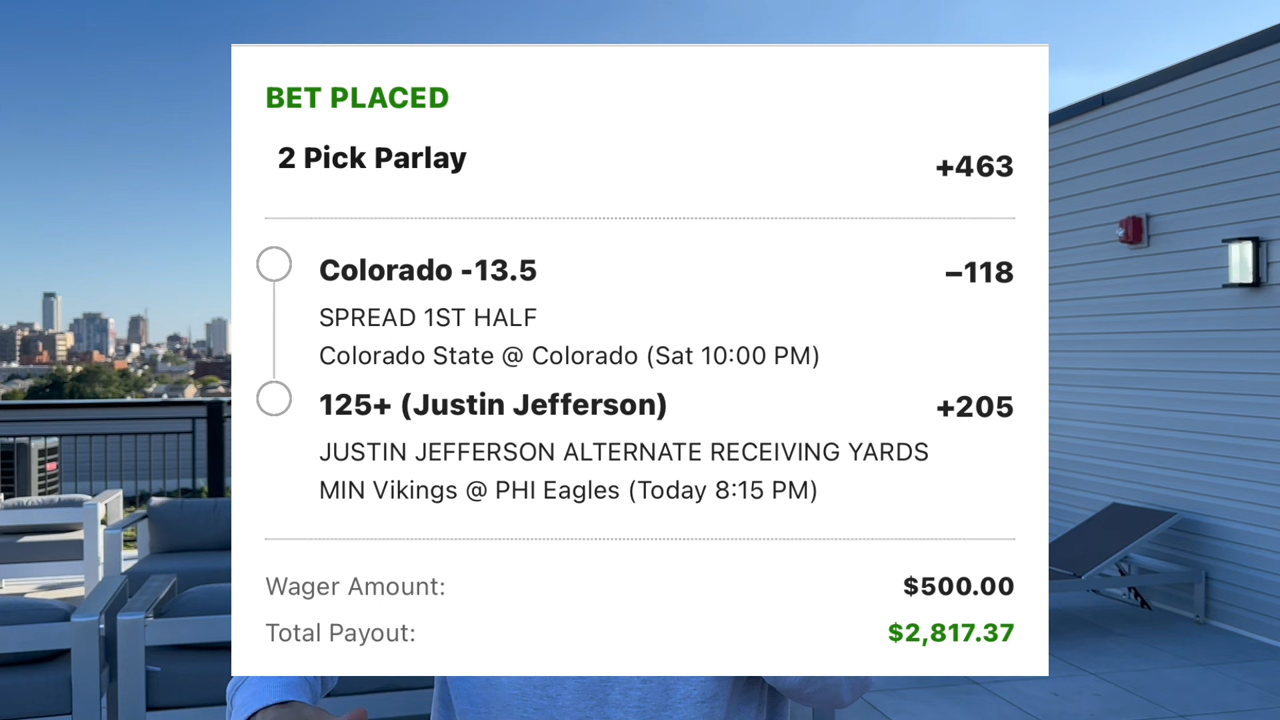 BET PLACED
2 Pick Parlay
+463
Colorado -13.5
–118
SPREAD 1ST HALF
Colorado State @ Colorado (Sat 10:00 PM)
125+ (Justin Jefferson)
+205
JUSTIN JEFFERSON ALTERNATE RECEIVING YARDS
MIN Vikings @ PHI Eagles (Today 8:15 PM)
Wager Amount:
$500.00
Total Payout:
$2,817.37